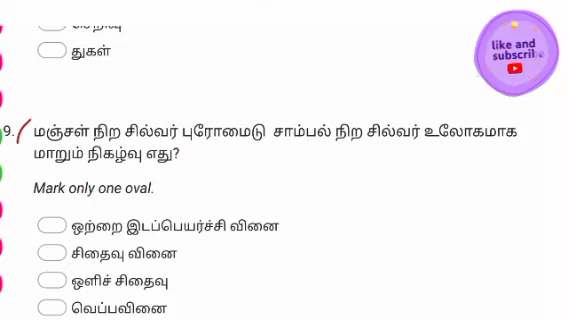 துகள்
like and
subscribe
9. மஞ்சள் நிற சில்வர் புரோமைடு சாம்பல் நிற சில்வர் உலோகமாக
மாறும் நிகழ்வு எது?
Mark only one oval.
ஒற்றை இடப்பெயர்ச்சி வினை
சிதைவு வினை
ஒளிச் சிதைவு
வெப்பவினை